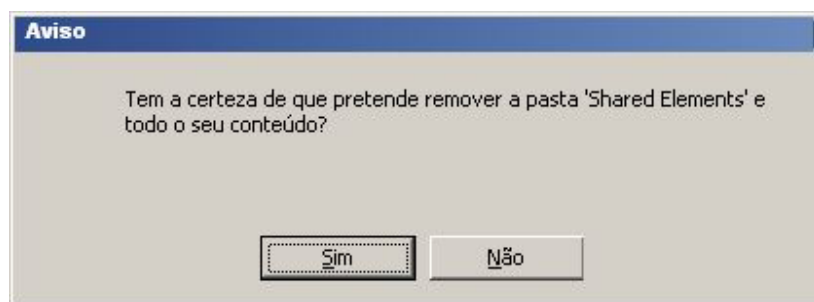 Aviso
Tem a certeza de que pretende remover a pasta 'Shared Elements' e
todo o seu conteúdo?
Sim
Não